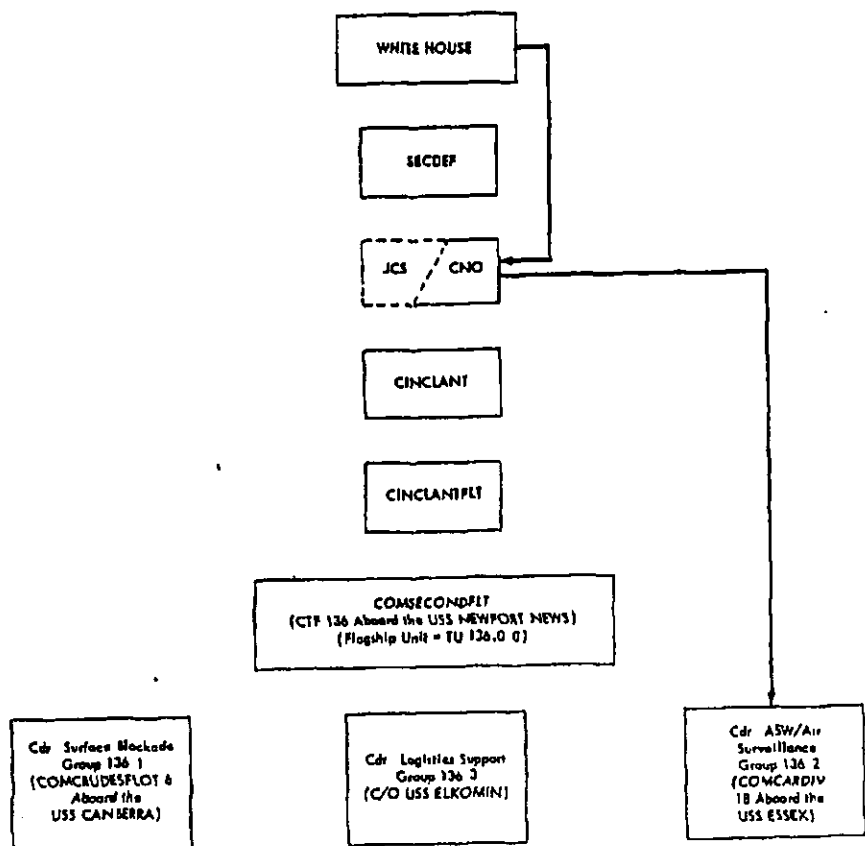 WHITE HOUSE
SECDEF
JCS / CNO
CINCLANT
CINCLANTFLT
COMSECONDFLT
(CTF 136 Aboard the USS NEWPORT NEWS)
(Flagship Unit = TU 136.0 0)
Cdr Surface Blockade
Group 136 1
(COMCRUDESFLOT 6
Aboard the
USS CANBERRA)
Cdr Logistics Support
Group 136 3
(C/O USS ELKOMIN)
Cdr ASW/Air
Surveillance
Group 136 2
(COMCARDIV
18 Aboard the
USS ESSEX)